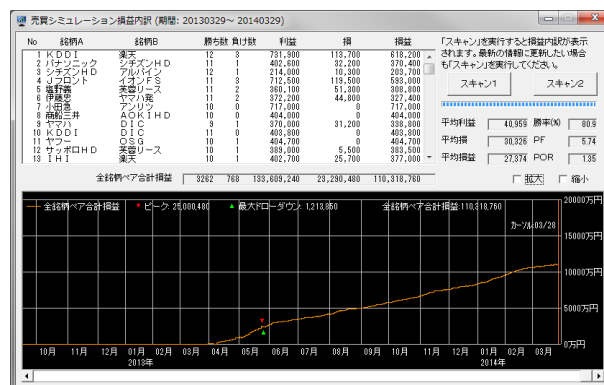 売買シミュレーション損益内訳 (期間: 20130329～ 20140329)
No 銘柄A 銘柄B 勝ち数 負け数 利益 損 損益
1 ＫＤＤＩ 楽天 12 3 731,900 113,700 618,200
2 パナソニック シチズンＨＤ 11 1 402,600 32,200 370,400
3 シチズンＨＤ アルパイン 12 1 214,000 10,300 203,700
4 Ｊフロント イオンＦＳ 11 3 712,500 119,500 593,000
5 塩野義 芙蓉リース 11 2 360,100 51,300 308,800
6 伊藤忠 ヤマハ発 11 2 372,200 44,800 327,400
7 小田急 アンリツ 10 0 717,000 0 717,000
8 商船三井 ＡＯＫＩＨＤ 10 0 404,000 0 404,000
9 ヤマハ ＤＩＣ 9 1 370,000 31,200 338,800
10 ＫＤＤＩ ＤＩＣ 11 0 403,800 0 403,800
11 ヤフー ＯＳＧ 10 1 404,700 0 404,700
12 サッポロＨＤ 芙蓉リース 10 1 389,000 5,500 383,500
13 ＩＨＩ 楽天 10 1 402,700 25,700 377,000
全銘柄ペア合計損益 3262 768 133,609,240 23,290,480 110,318,760
「スキャン」を実行すると損益内訳が表示
されます。最新の情報に更新したい場合
も「スキャン」を実行してください。
スキャン1 スキャン2
平均利益 40,959 勝率(%) 80.9
平均損 30,326 PF 5.74
平均損益 27,374 POR 1.35
拡大 縮小
全銘柄ペア合計損益 ピーク: 25,000,480 最大ドローダウン: 1,213,850 全銘柄ペア合計損益:110,318,760
カーソル:03/28
20000万円
15000万円
10000万円
5000万円
0万円
10月 11月 12月 01月 02月 03月 04月 05月 06月 07月 08月 09月 10月 11月 12月 01月 02月 03月
2013年 2014年